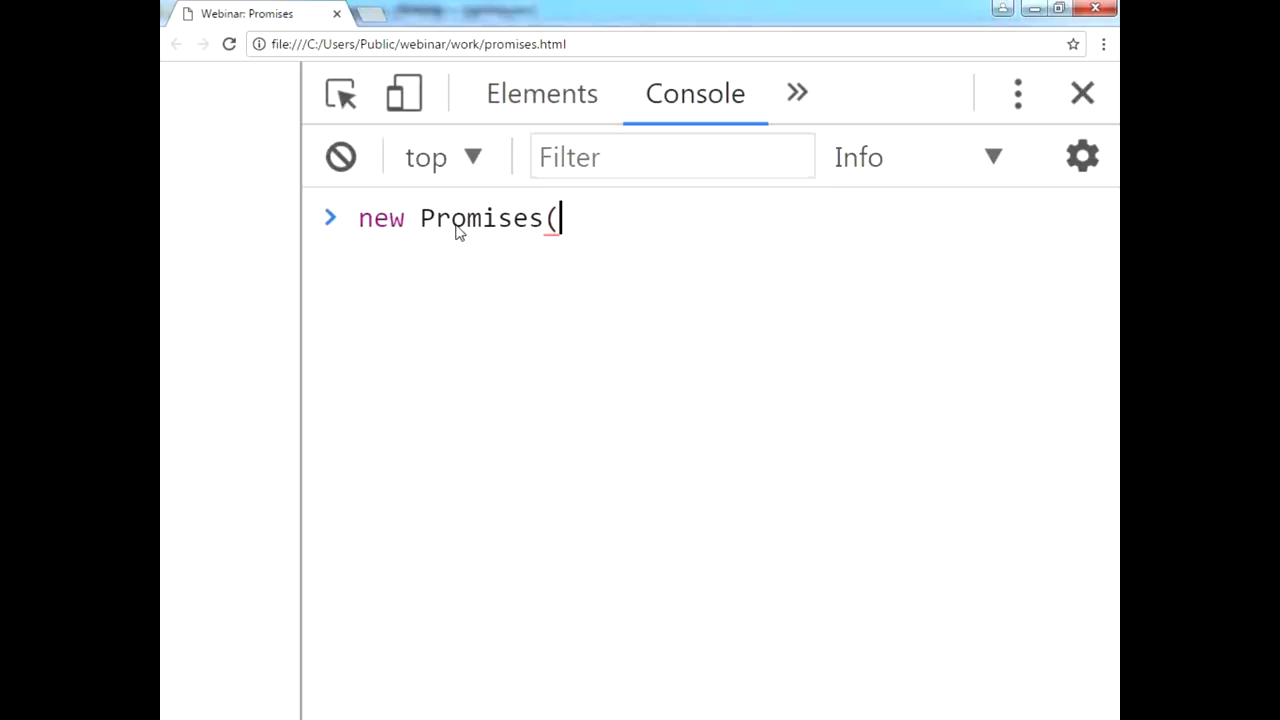 Webinar: Promises
file:///C:/Users/Public/webinar/work/promises.html
Elements Console
top Filter Info
new Promises(